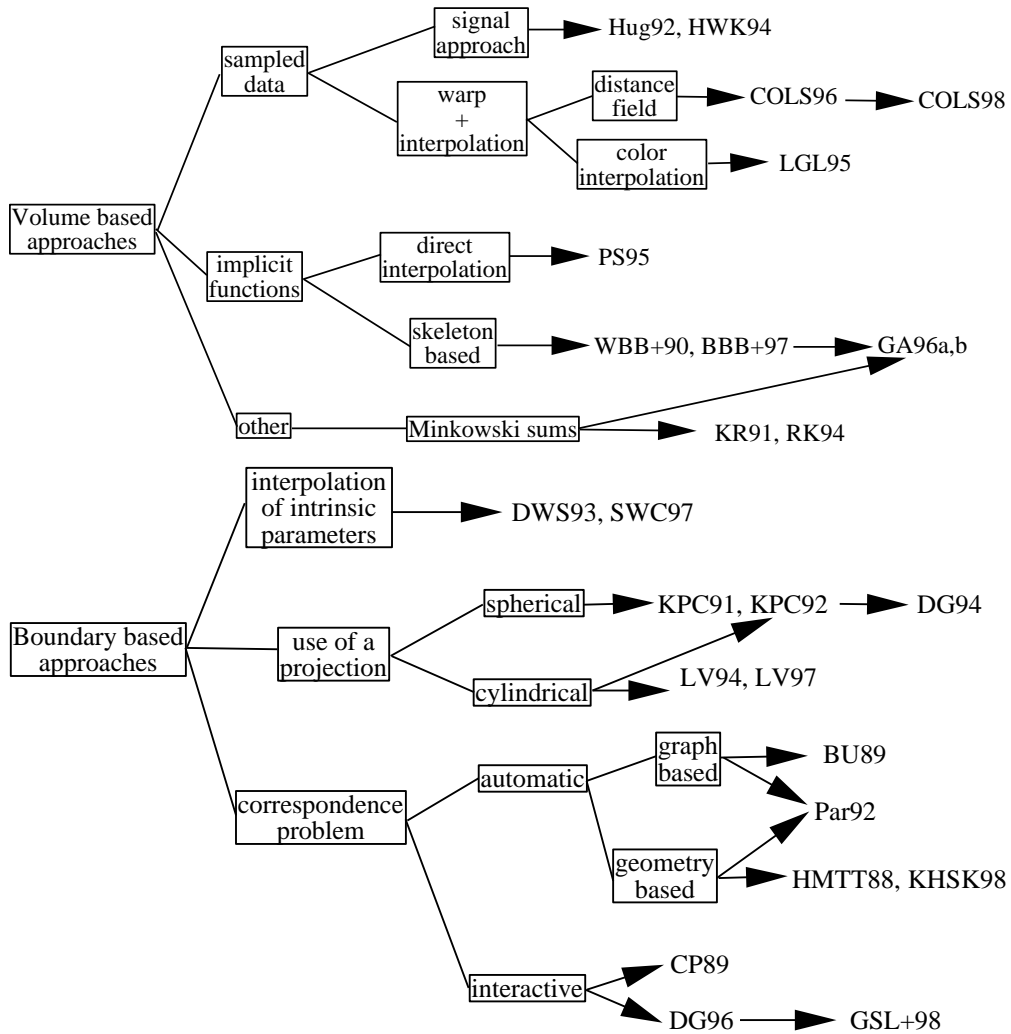 signal
approach
Hug92, HWK94
sampled
data
warp
+
interpolation
distance
field
COLS96
COLS98
color
interpolation
LGL95
Volume based
approaches
implicit
functions
direct
interpolation
PS95
skeleton
based
WBB+90, BBB+97
GA96a,b
other
Minkowski sums
KR91, RK94
interpolation
of intrinsic
parameters
DWS93, SWC97
Boundary based
approaches
use of a
projection
spherical
KPC91, KPC92
DG94
cylindrical
LV94, LV97
correspondence
problem
automatic
graph
based
BU89
Par92
geometry
based
HMTT88, KHSK98
interactive
CP89
DG96
GSL+98